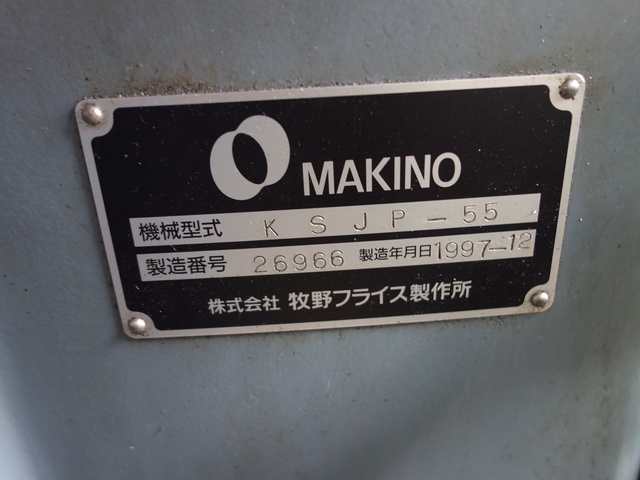 MAKINO
機械型式 KSJP-55
製造番号 26966 製造年月日 1997-12
株式会社 牧野フライス製作所